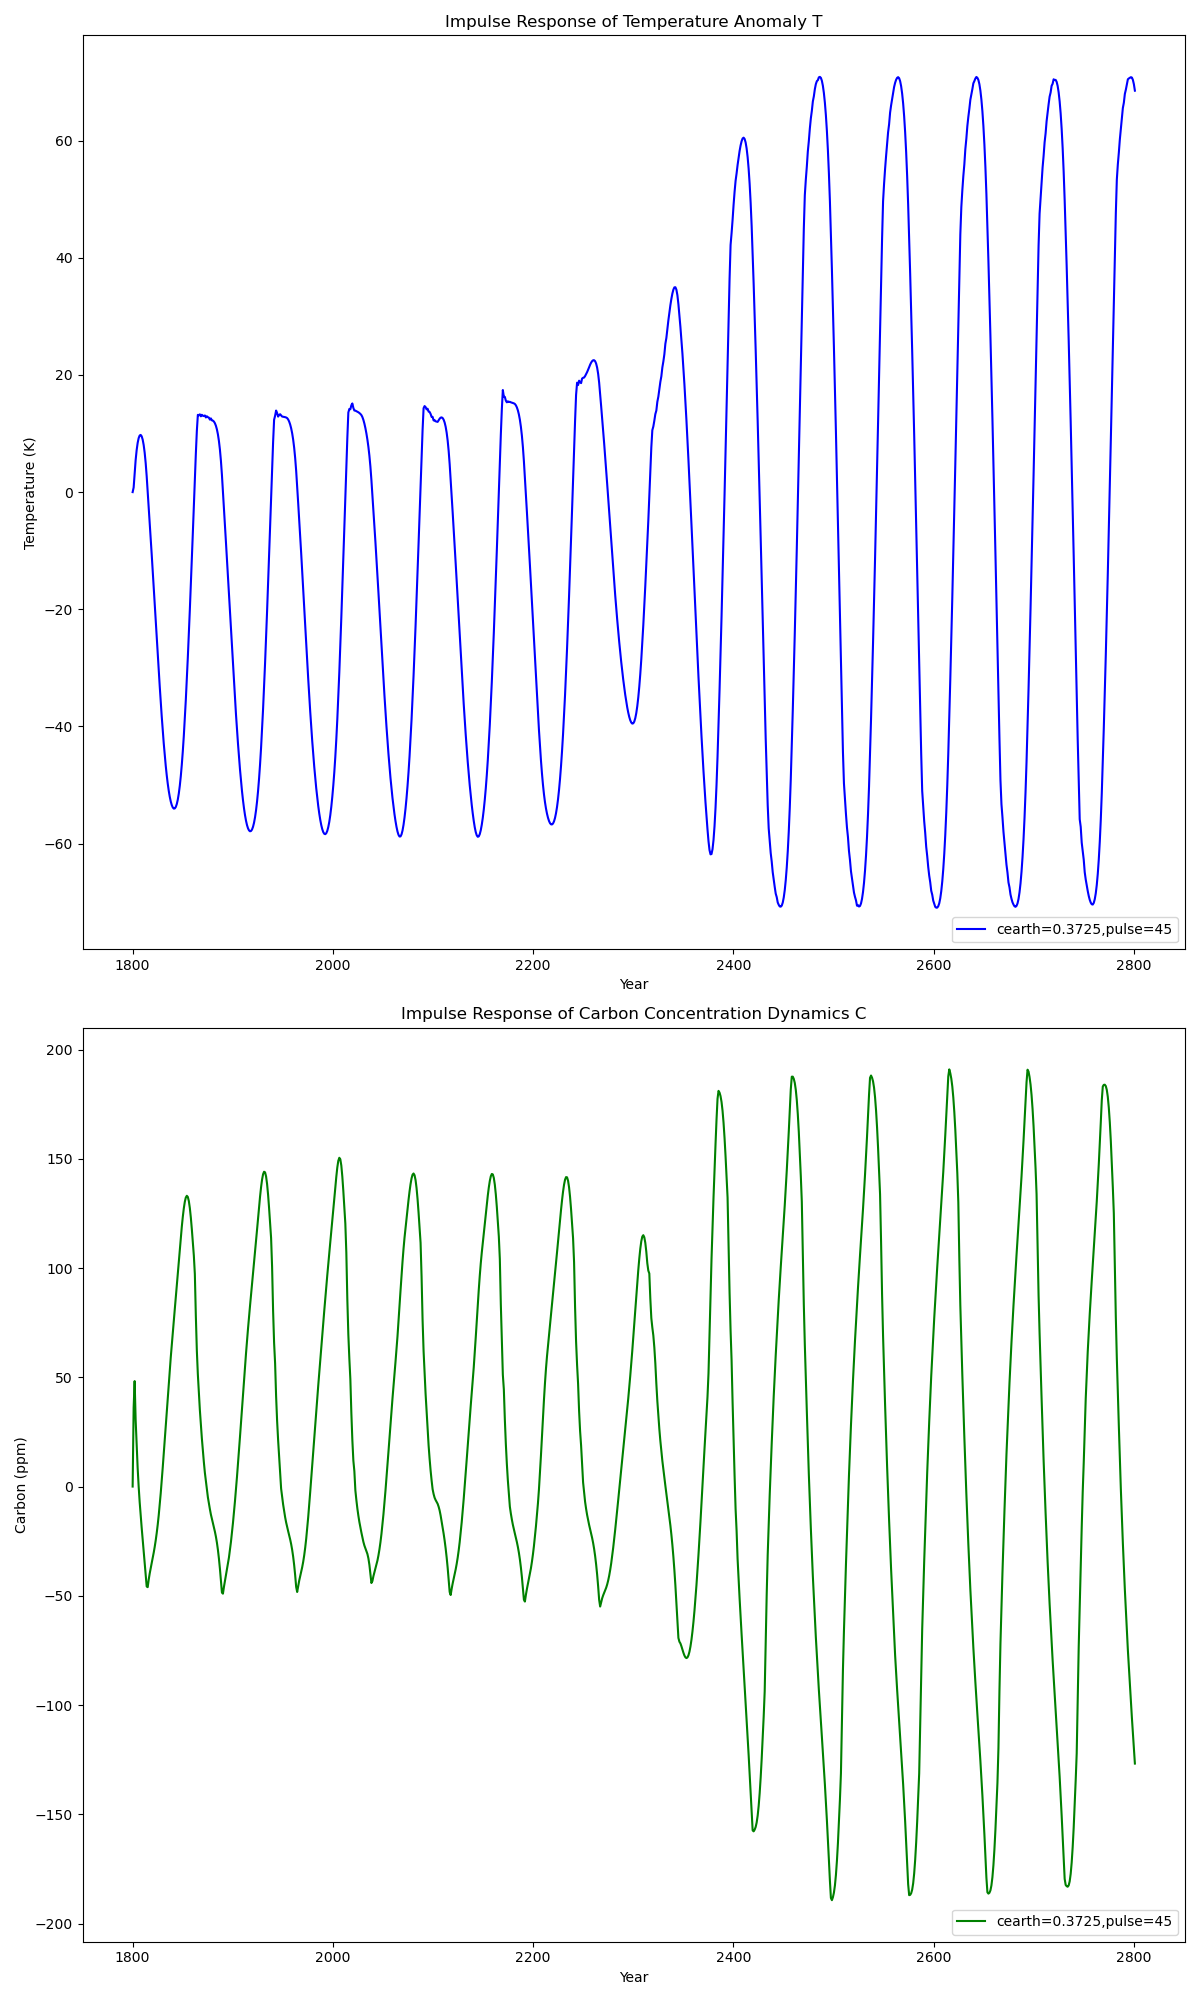 Impulse Response of Temperature Anomaly T
Temperature (K)
60
40
20
0
−20
−40
−60
cearth=0.3725,pulse=45
1800 2000 2200 2400 2600 2800
Year
Impulse Response of Carbon Concentration Dynamics C
Carbon (ppm)
200
150
100
50
0
−50
−100
−150
−200
cearth=0.3725,pulse=45
1800 2000 2200 2400 2600 2800
Year